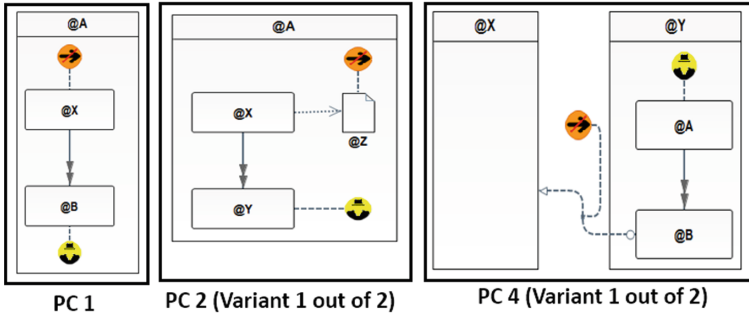 @A
@X
@B
PC 1
@A
@X
@Z
@Y
PC 2 (Variant 1 out of 2)
@X
@Y
@A
@B
PC 4 (Variant 1 out of 2)